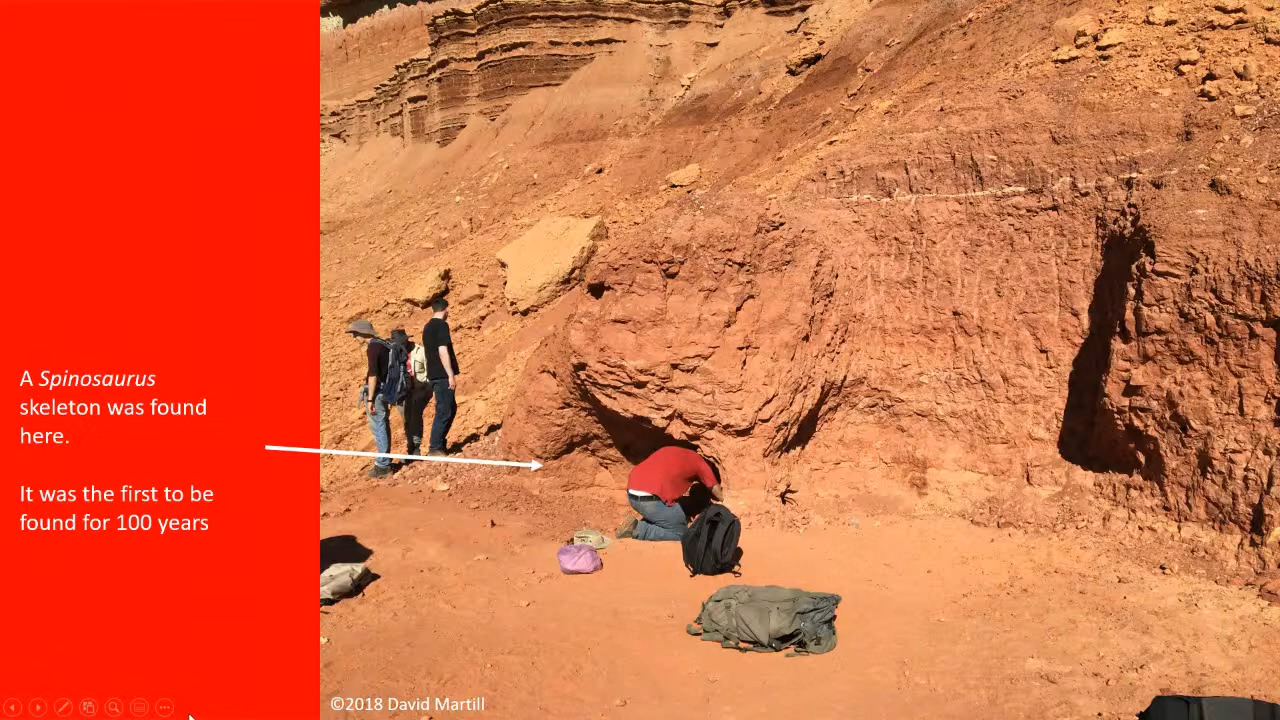 A Spinosaurus
skeleton was found
here.
It was the first to be
found for 100 years
©2018 David Martill